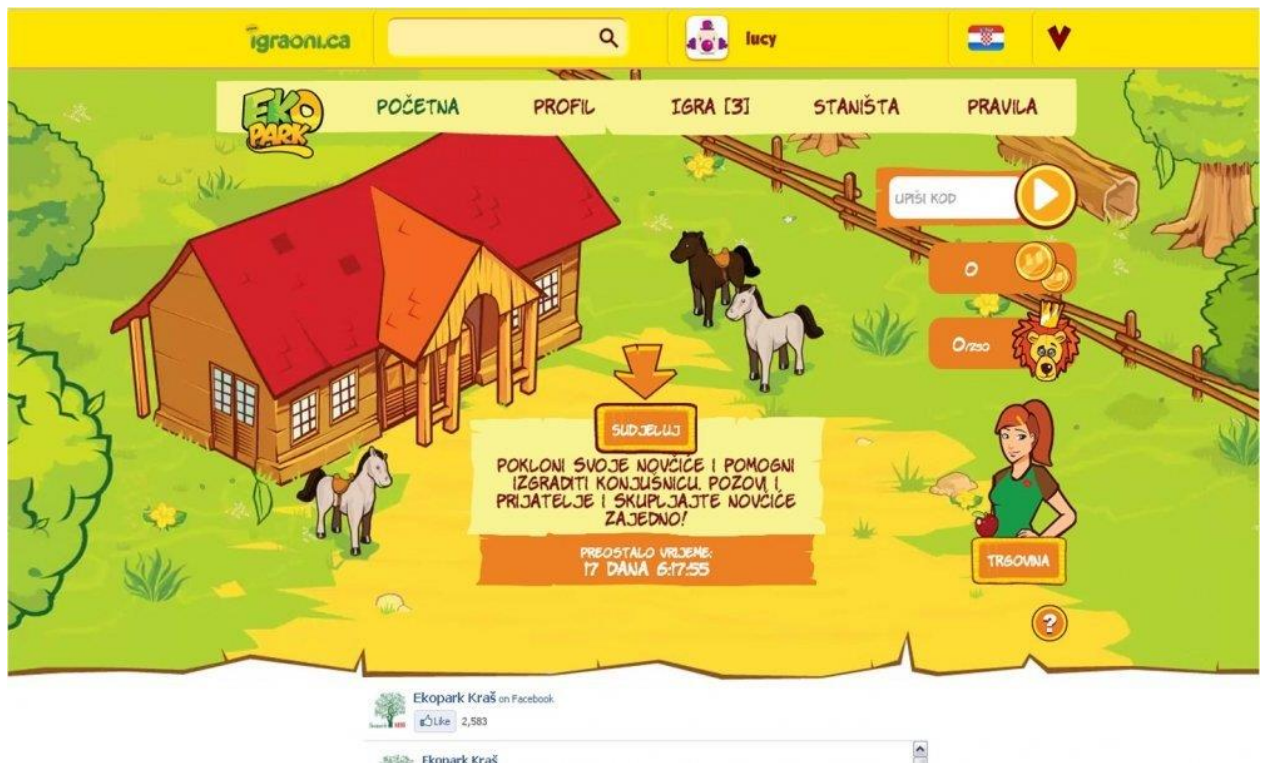 igraoni.ca
lucy
EKO
PARK
POČETNA
PROFIL
IGRA [3]
STANIŠTA
PRAVILA
UPIŠI KOD
0
0/250
SUDJELUJ
POKLONI SVOJE NOVČIĆE I POMOGNI
IZGRADITI KONJUŠNICU. POZOVI I
PRIJATELJE I SKUPLJAJTE NOVČIĆE
ZAJEDNO!
PREOSTALO VRIJEME:
17 DANA 6:17:55
TRGOVINA
?
Ekopark Kraš on Facebook
Like 2,583
Ekopark Kraš